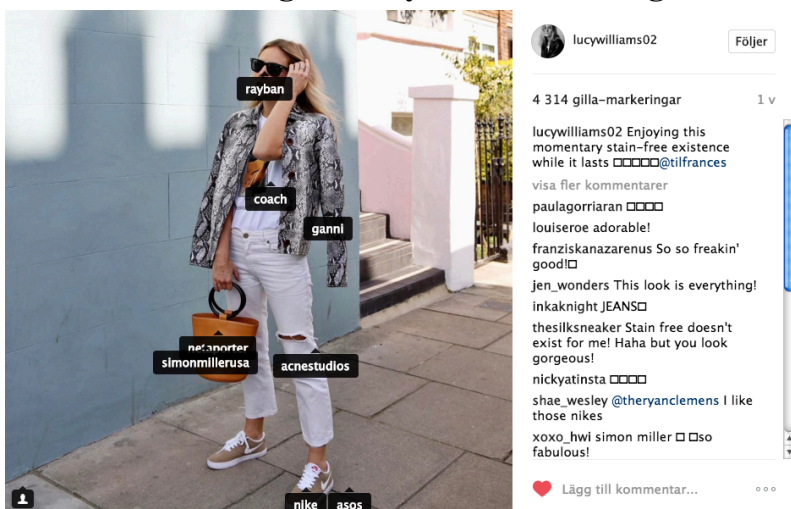 rayban
coach
ganni
simonmillerusa
acnestudios
nike
asos
lucywilliams02
Följer
4 314 gilla-markeringar
1 v
lucywilliams02 Enjoying this
momentary stain-free existence
while it lasts □□□□□@tilfrances
visa fler kommentarer
paulagorriaran □□□□
louiseroe adorable!
franziskanazarenus So so freakin'
good!□
jen_wonders This look is everything!
inkaknight JEANS□
thesilksneaker Stain free doesn't
exist for me! Haha but you look
gorgeous!
nickyatinsta □□□□
shae_wesley @theryanclemens I like
those nikes
xoxo_hwi simon miller □ □so
fabulous!
Lägg till kommentar...